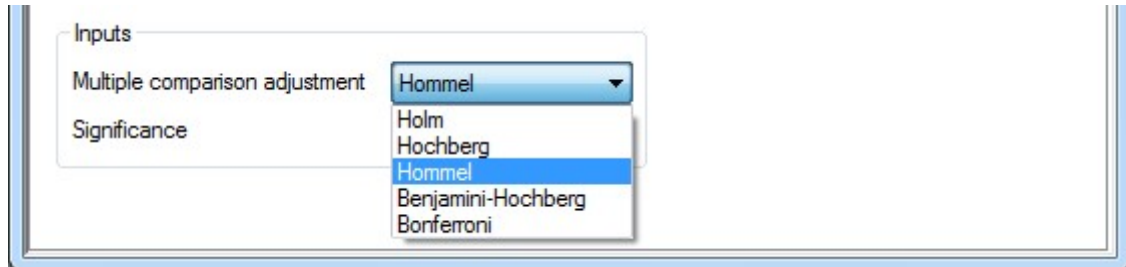 Inputs
Multiple comparison adjustment Hommel
Significance
Holm
Hochberg
Hommel
Benjamini-Hochberg
Bonferroni